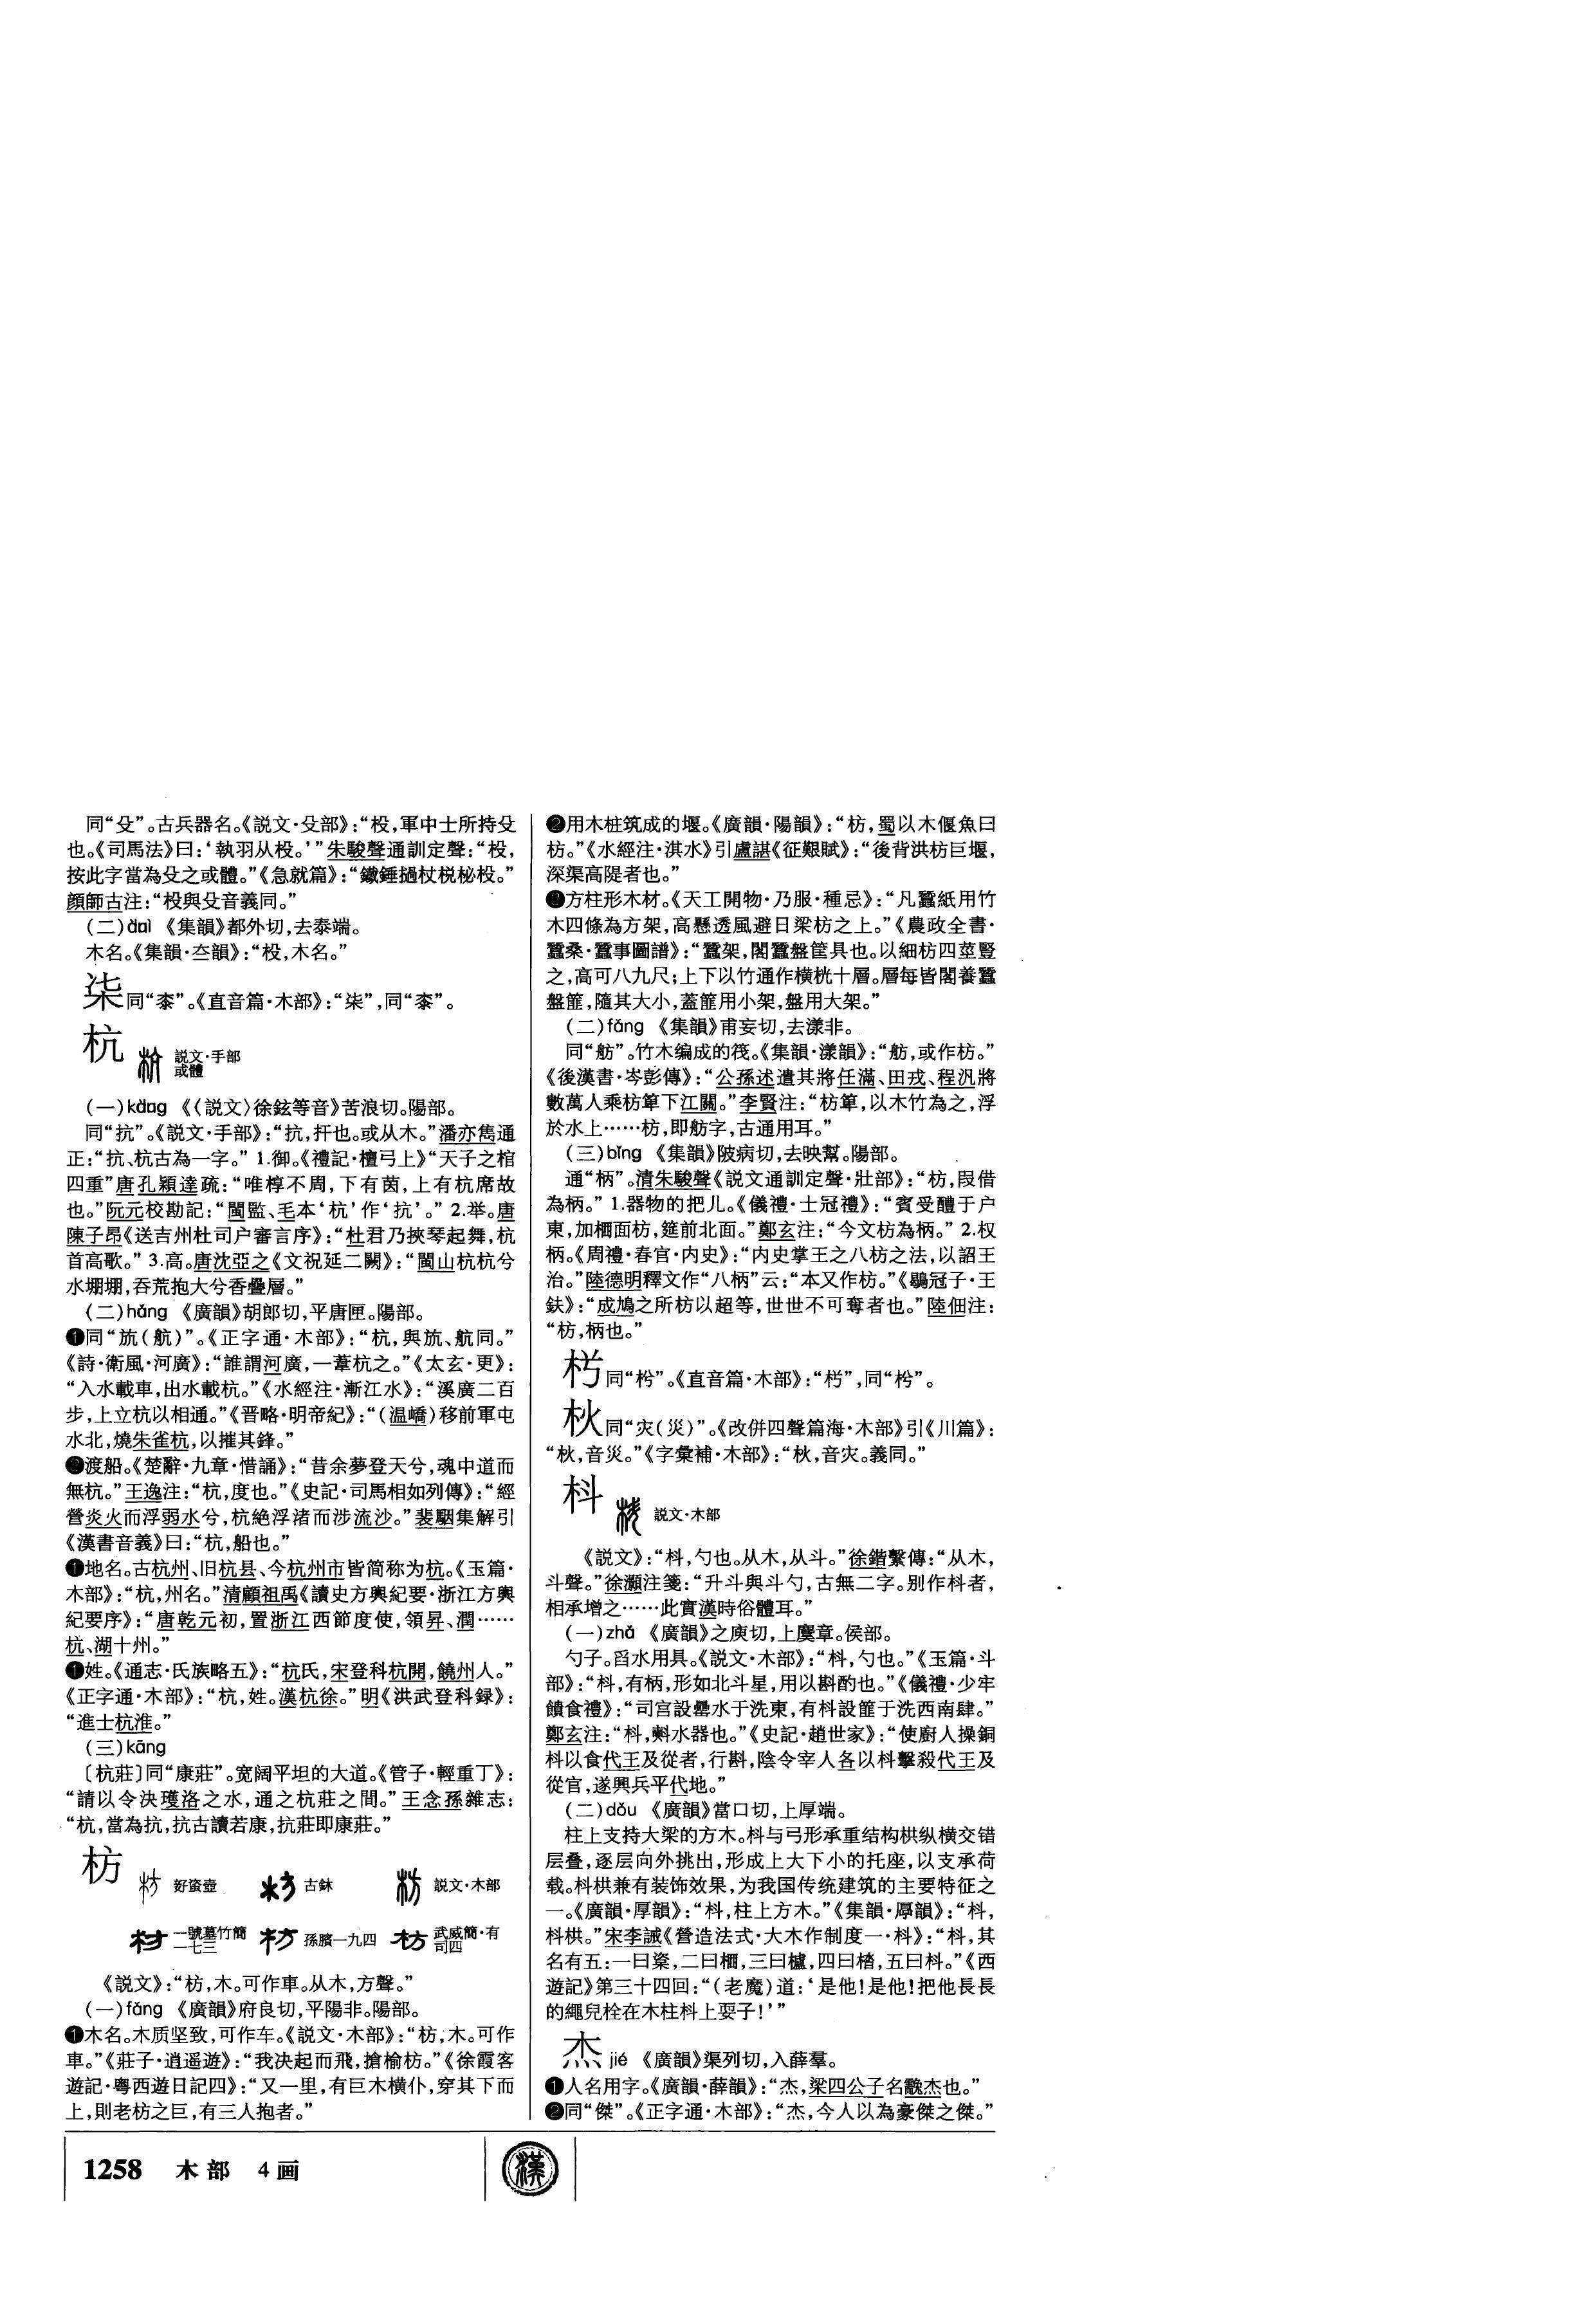 同“殳”。古兵器名。《説文·殳部》：“杸，軍中士所持殳
也。《司馬法》曰：‘執羽从杸。’”朱駿聲通訓定聲：“杸，
按此字當為殳之或體。”《急就篇》：“鐵錘檛杖棁柲杸。”
顔師古注：“杸與殳音義同。”
（二）duì 《集韻》都外切，去泰端。
木名。《集韻·夳韻》：“杸，木名。”
柒同“桼”。《直音篇·木部》：“柒”，同“桼”。
杭 説文·手部
或體
（一）kàng 《〈説文〉徐鉉等音》苦浪切。陽部。
同“抗”。《説文·手部》：“抗，扞也。或从木。”潘亦雋通
正：“抗、杭古為一字。” 1.御。《禮記·檀弓上》“天子之棺
四重”唐孔穎達疏：“唯椁不周，下有茵，上有杭席故
也。”阮元校勘記：“閩監、毛本‘杭’作‘抗’。” 2.举。唐
陳子昂《送吉州杜司户審言序》：“杜君乃挾琴起舞，杭
首高歌。” 3.高。唐沈亞之《文祝延二闋》：“閩山杭杭兮
水堋堋，吞荒抱大兮香疊層。”
（二）háng 《廣韻》胡郎切，平唐匣。陽部。
❶同“斻（航）”。《正字通·木部》：“杭，與斻、航同。”
《詩·衛風·河廣》：“誰謂河廣，一葦杭之。”《太玄·更》：
“入水載車，出水載杭。”《水經注·漸江水》：“溪廣二百
步，上立杭以相通。”《晋略·明帝紀》：“（温嶠）移前軍屯
水北，燒朱雀杭，以摧其鋒。”
❷渡船。《楚辭·九章·惜誦》：“昔余夢登天兮，魂中道而
無杭。”王逸注：“杭，度也。”《史記·司馬相如列傳》：“經
營炎火而浮弱水兮，杭絶浮渚而涉流沙。”裴駰集解引
《漢書音義》曰：“杭，船也。”
❶地名。古杭州、旧杭县、今杭州市皆简称为杭。《玉篇·
木部》：“杭，州名。”清顧祖禹《讀史方輿紀要·浙江方輿
紀要序》：“唐乾元初，置浙江西節度使，領昇、潤……
杭、湖十州。”
❶姓。《通志·氏族略五》：“杭氏，宋登科杭開，饒州人。”
《正字通·木部》：“杭，姓。漢杭徐。”明《洪武登科録》：
“進士杭淮。”
（三）kāng
〔杭莊〕同“康莊”。宽阔平坦的大道。《管子·輕重丁》：
“請以令決瓁洛之水，通之杭莊之間。”王念孫雜志：
“杭，當為抗，抗古讀若康，抗莊即康莊。”
枋 好蚉壺 古鉢 説文·木部
一號墓竹簡
一七三 孫臏一九四 武威簡·有
司四
《説文》：“枋，木。可作車。从木，方聲。”
（一）fāng 《廣韻》府良切，平陽非。陽部。
❶木名。木质坚致，可作车。《説文·木部》：“枋，木。可作
車。”《莊子·逍遥遊》：“我决起而飛，搶榆枋。”《徐霞客
遊記·粵西遊日記四》：“又一里，有巨木横仆，穿其下而
上，則老枋之巨，有三人抱者。”
❷用木桩筑成的堰。《廣韻·陽韻》：“枋，蜀以木偃魚曰
枋。”《水經注·淇水》引盧諶《征艱賦》：“後背洪枋巨堰，
深渠高隄者也。”
❷方柱形木材。《天工開物·乃服·種忌》：“凡蠶紙用竹
木四條為方架，高懸透風避日梁枋之上。”《農政全書·
蠶桑·蠶事圖譜》：“蠶架，閣蠶盤筐具也。以細枋四莖豎
之，高可八九尺；上下以竹通作横桄十層。層每皆閣養蠶
盤篚，隨其大小，蓋篚用小架，盤用大架。”
（二）fǎng 《集韻》甫妄切，去漾非。
同“舫”。竹木编成的筏。《集韻·漾韻》：“舫，或作枋。”
《後漢書·岑彭傳》：“公孫述遣其將任滿、田戎、程汎將
數萬人乘枋箄下江關。”李賢注：“枋箄，以木竹為之，浮
於水上……枋，即舫字，古通用耳。”
（三）bǐng 《集韻》陂病切，去映幫。陽部。
通“柄”。清朱駿聲《説文通訓定聲·壯部》：“枋，叚借
為柄。” 1.器物的把儿。《儀禮·士冠禮》：“賓受醴于户
東，加柶面枋，筵前北面。”鄭玄注：“今文枋為柄。” 2.权
柄。《周禮·春官·内史》：“内史掌王之八枋之法，以詔王
治。”陸德明釋文作“八柄”云：“本又作枋。”《鶡冠子·王
鈇》：“成鳩之所枋以超等，世世不可奪者也。”陸佃注：
“枋，柄也。”
枍同“枔”。《直音篇·木部》：“枍”，同“枔”。
秋同“灾（災）”。《改併四聲篇海·木部》引《川篇》：
“秋，音災。”《字彙補·木部》：“秋，音灾。義同。”
枓 説文·木部
《説文》：“枓，勺也。从木，从斗。”徐鍇繫傳：“从木，
斗聲。”徐灝注箋：“升斗與斗勺，古無二字。别作枓者，
相承增之……此實漢時俗體耳。”
（一）zhǔ 《廣韻》之庾切，上麌章。侯部。
勺子。舀水用具。《説文·木部》：“枓，勺也。”《玉篇·斗
部》：“枓，有柄，形如北斗星，用以斟酌也。”《儀禮·少牢
饋食禮》：“司宫設罍水于洗東，有枓設篚于洗西南肆。”
鄭玄注：“枓，㪺水器也。”《史記·趙世家》：“使廚人操銅
枓以食代王及從者，行斟，陰令宰人各以枓擊殺代王及
從官，遂興兵平代地。”
（二）dǒu 《廣韻》當口切，上厚端。
柱上支持大梁的方木。枓与弓形承重结构栱纵横交错
层叠，逐层向外挑出，形成上大下小的托座，以支承荷
载。枓栱兼有装饰效果，为我国传统建筑的主要特征之
一。《廣韻·厚韻》：“枓，柱上方木。”《集韻·厚韻》：“枓，
枓栱。”宋李誡《營造法式·大木作制度一·枓》：“枓，其
名有五：一曰楶，二曰栭，三曰櫨，四曰㭼，五曰枓。”《西
遊記》第三十四回：“（老魔）道：‘是他！是他！把他長長
的繩兒栓在木柱枓上耍子！’”
杰 jié 《廣韻》渠列切，入薛羣。
❶人名用字。《廣韻·薛韻》：“杰，梁四公子名䵎杰也。”
❷同“傑”。《正字通·木部》：“杰，今人以為豪傑之傑。”
1258 木部 4画
漢